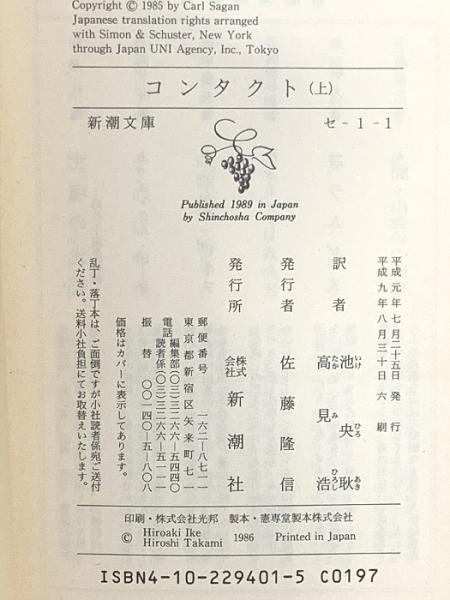 Copyright © 1985 by Carl Sagan
Japanese translation rights arranged
with Simon & Schuster, New York
through Japan UNI Agency, Inc., Tokyo
コンタクト(上)
新潮文庫
セ-1-1
Published 1989 in Japan
by Shinchosha Company
平成元年七月二十五日 発行
平成九年八月三十日 六刷
訳者
池央耿
いけ ひろ あき
高見浩
たか み ひろし
発行者 佐藤隆信
発行所 株式会社 新潮社
郵便番号 一六二—八七一一
東京都新宿区矢来町七一
電話 編集部(〇三)三二六六—五四四〇
読者係(〇三)三二六六—五一一一
振替 〇〇一四〇—五—八〇八
価格はカバーに表示してあります。
乱丁・落丁本は、ご面倒ですが小社読者係宛ご送付
ください。送料小社負担にてお取替えいたします。
印刷・株式会社光邦 製本・憲専堂製本株式会社
© Hiroaki Ike
Hiroshi Takami 1986 Printed in Japan
ISBN4-10-229401-5 C0197